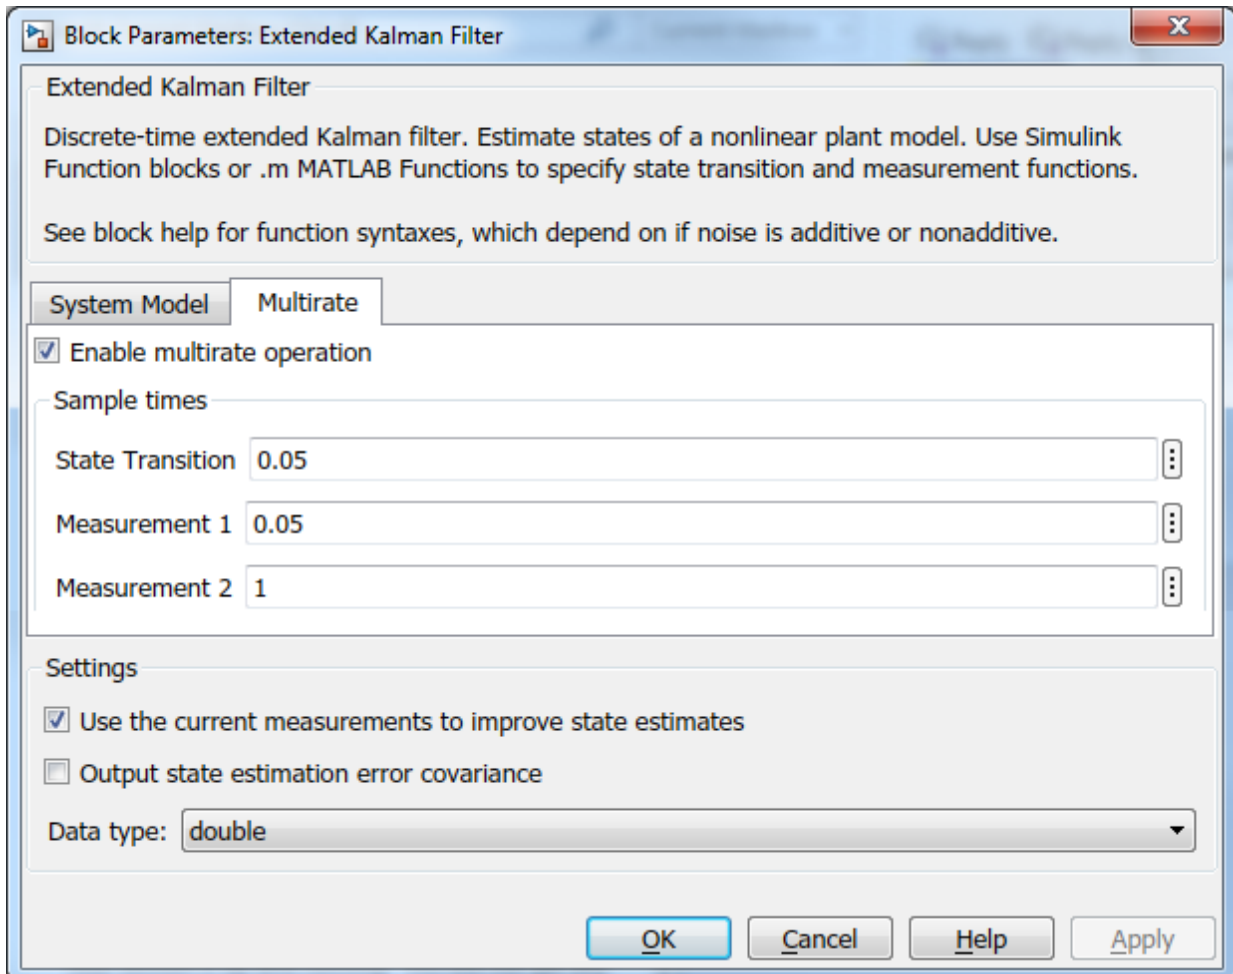 Block Parameters: Extended Kalman Filter
X
Extended Kalman Filter
Discrete-time extended Kalman filter. Estimate states of a nonlinear plant model. Use Simulink
Function blocks or .m MATLAB Functions to specify state transition and measurement functions.
See block help for function syntaxes, which depend on if noise is additive or nonadditive.
System Model Multirate
Enable multirate operation
Sample times
State Transition 0.05
Measurement 1 0.05
Measurement 2 1
Settings
Use the current measurements to improve state estimates
Output state estimation error covariance
Data type: double
OK Cancel Help Apply